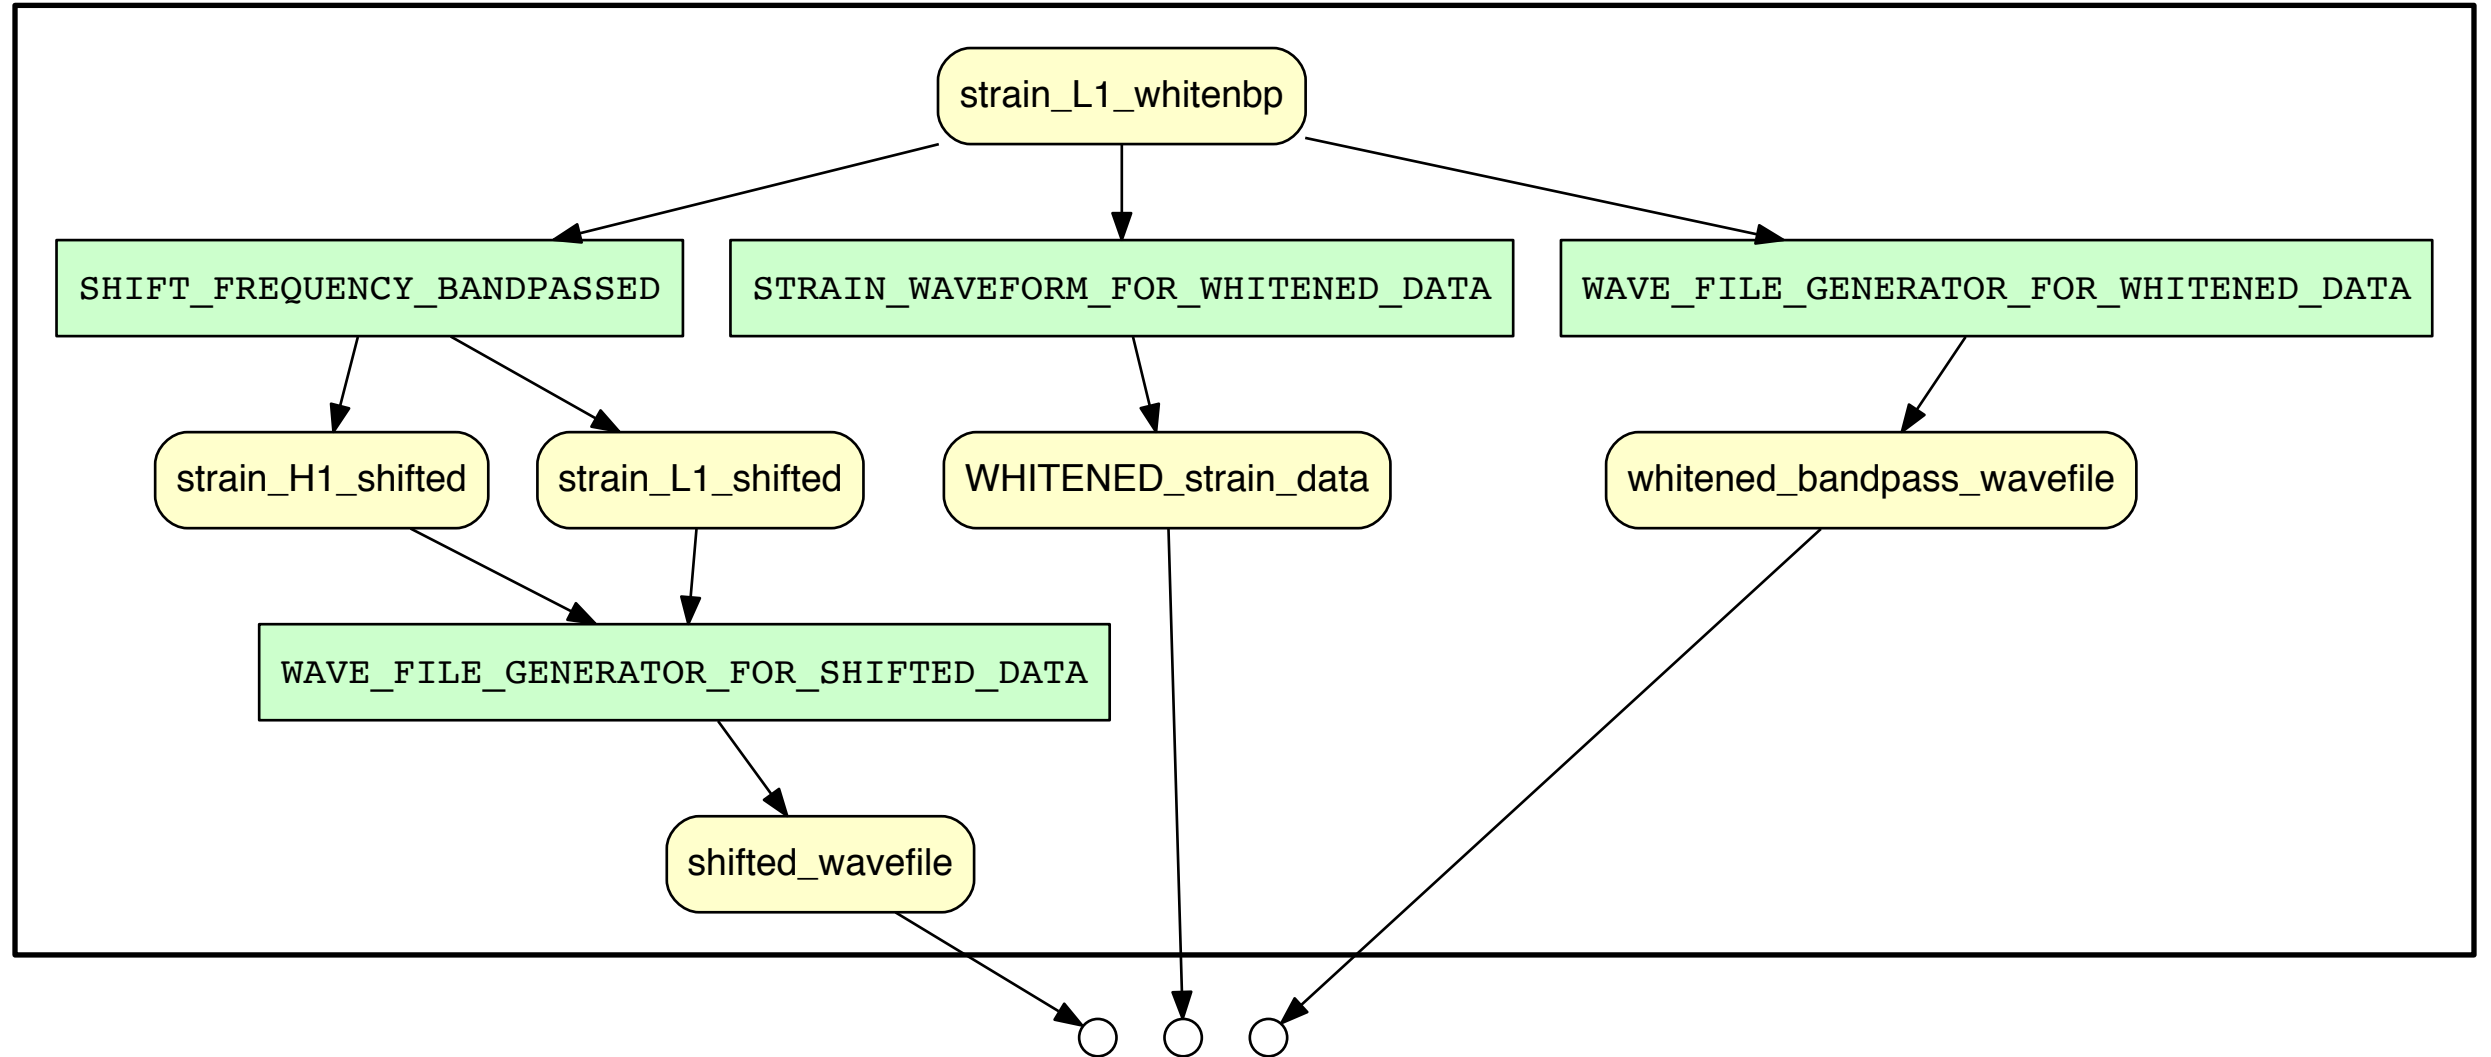 strain_L1_whitenbp
SHIFT_FREQUENCY_BANDPASSED
STRAIN_WAVEFORM_FOR_WHITENED_DATA
WAVE_FILE_GENERATOR_FOR_WHITENED_DATA
strain_H1_shifted
strain_L1_shifted
WHITENED_strain_data
whitened_bandpass_wavefile
WAVE_FILE_GENERATOR_FOR_SHIFTED_DATA
shifted_wavefile